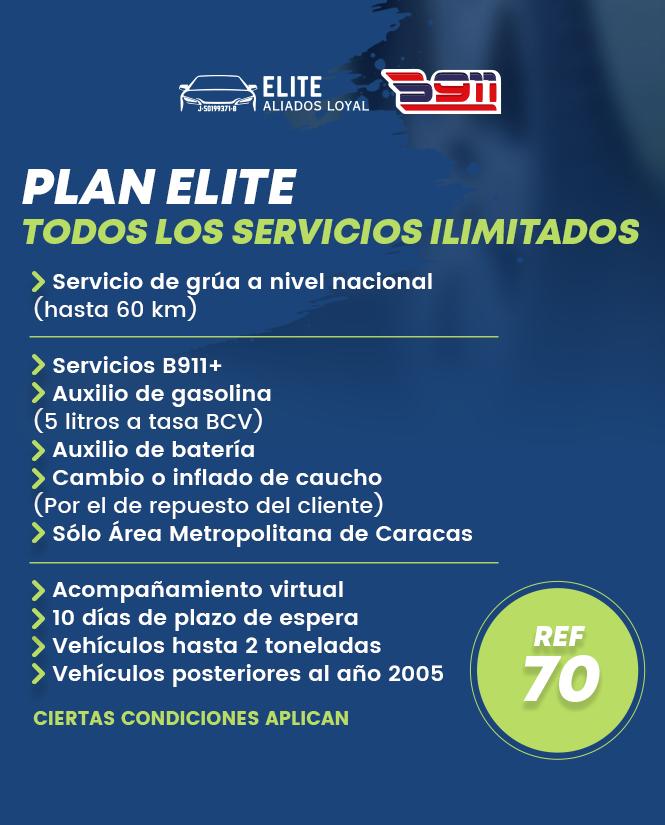 ELITE
ALIADOS LOYAL
J-50199371-8
B911
PLAN ELITE
TODOS LOS SERVICIOS ILIMITADOS
Servicio de grúa a nivel nacional
(hasta 60 km)
Servicios B911+
Auxilio de gasolina
(5 litros a tasa BCV)
Auxilio de batería
Cambio o inflado de caucho
(Por el de repuesto del cliente)
Sólo Área Metropolitana de Caracas
Acompañamiento virtual
10 días de plazo de espera
Vehículos hasta 2 toneladas
Vehículos posteriores al año 2005
REF
70
CIERTAS CONDICIONES APLICAN